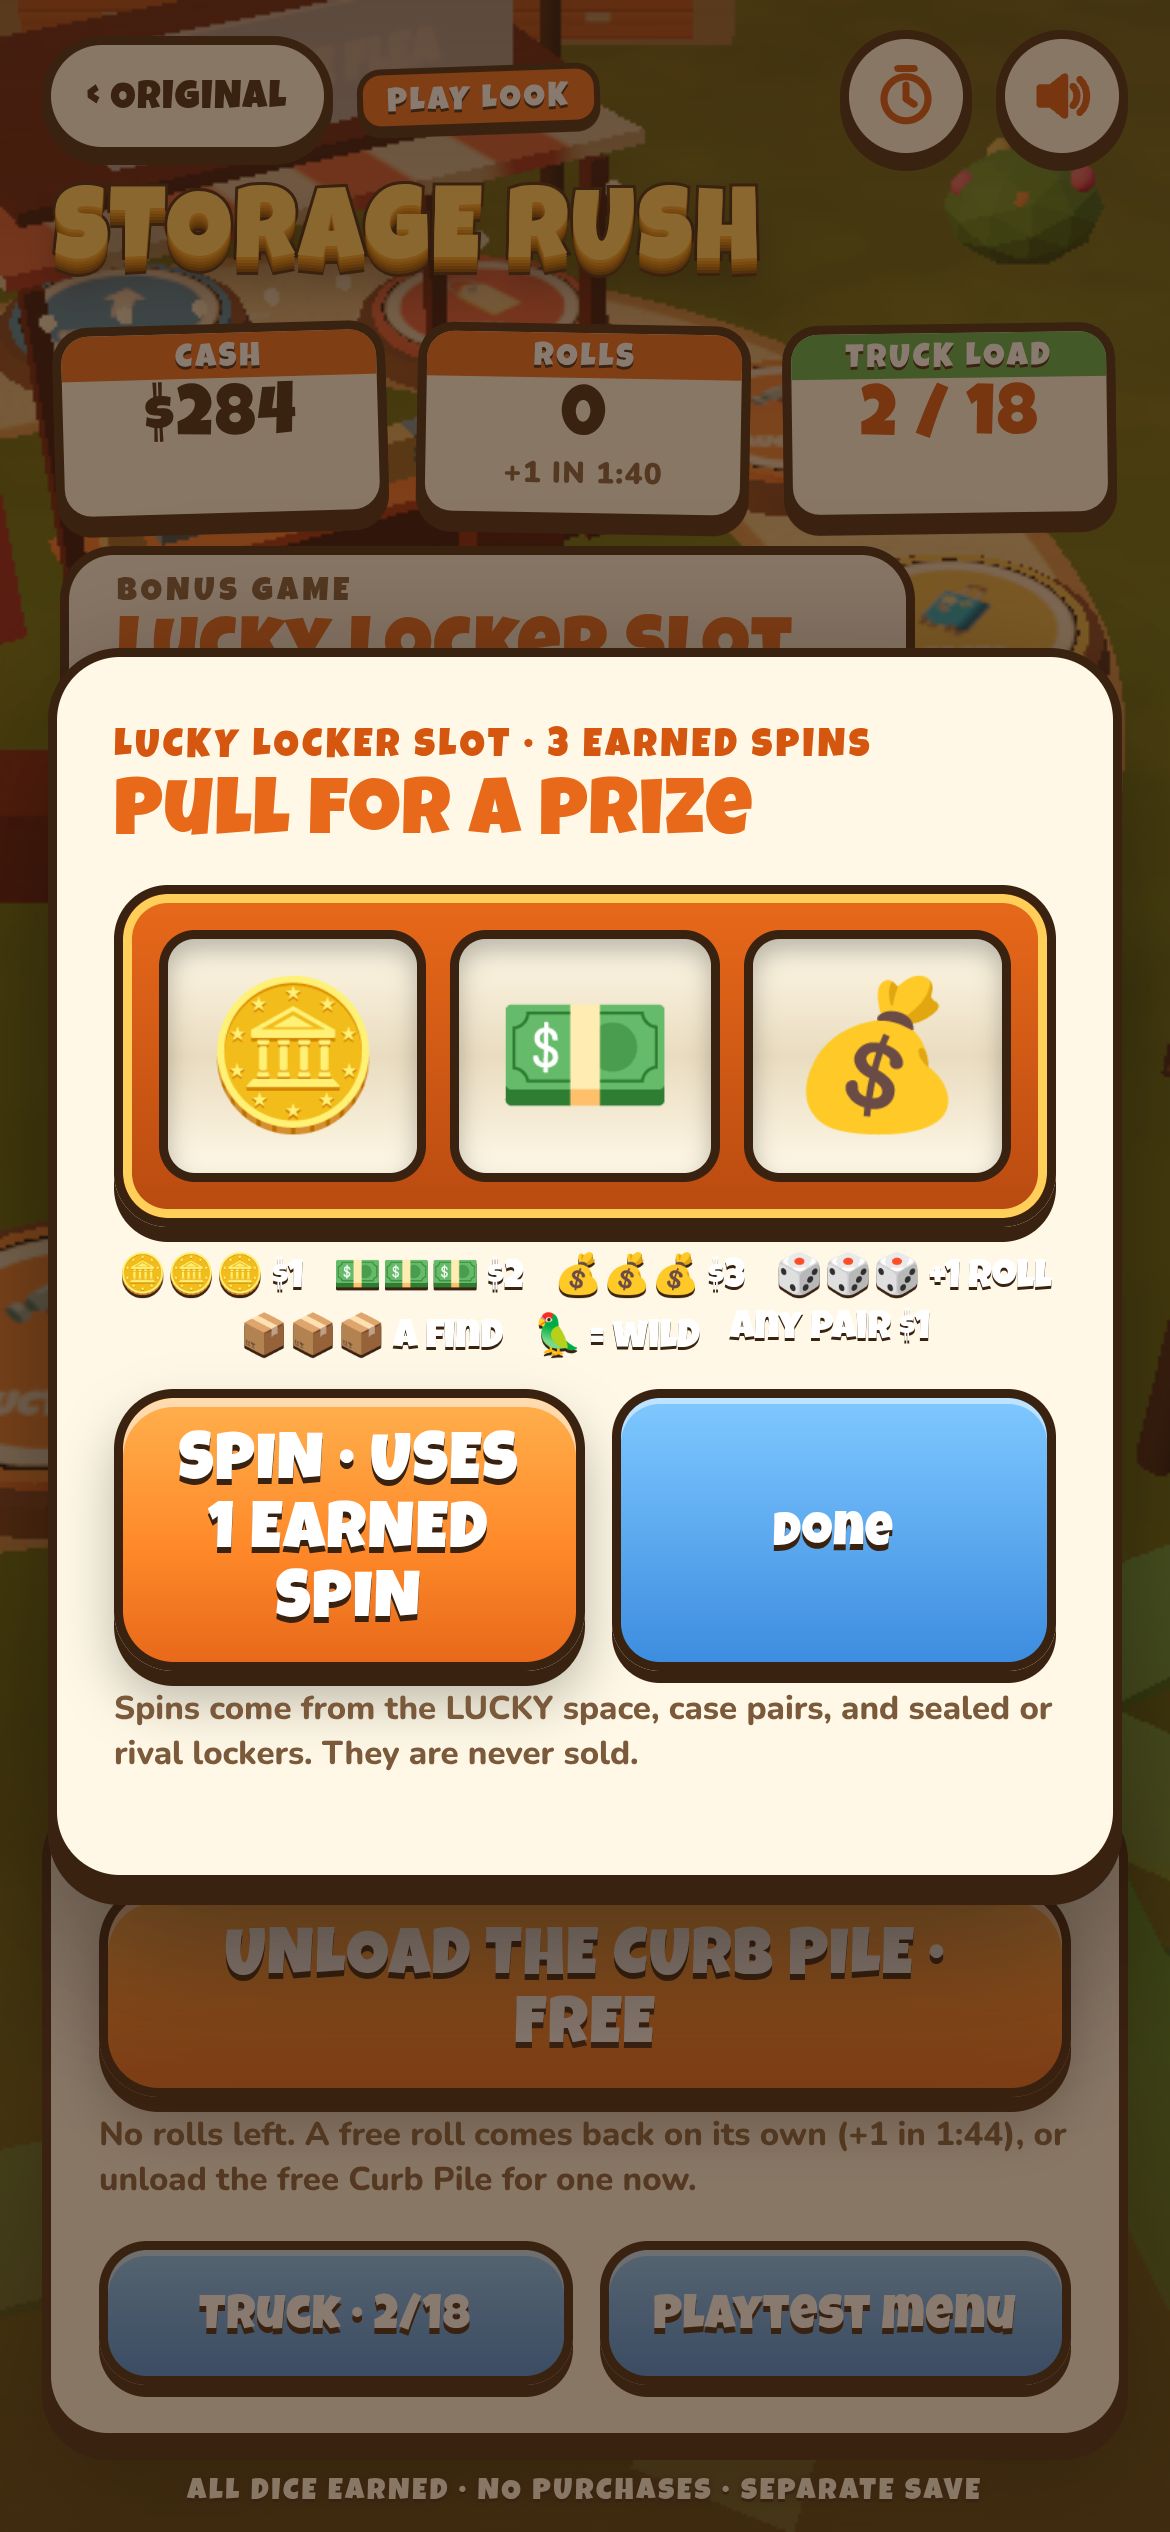 ‹ ORIGINAL
PLAY LOOK
STORAGE RUSH
CASH
$284
ROLLS
0
+1 IN 1:40
TRUCK LOAD
2 / 18
BONUS GAME
LUCKY LOCKER SLOT
LUCKY LOCKER SLOT · 3 EARNED SPINS
PULL FOR A PRIZE
$1 $2 $3 +1 ROLL
A FIND = WILD ANY PAIR $1
SPIN · USES
1 EARNED
SPIN
DONE
Spins come from the LUCKY space, case pairs, and sealed or
rival lockers. They are never sold.
UNLOAD THE CURB PILE ·
FREE
No rolls left. A free roll comes back on its own (+1 in 1:44), or
unload the free Curb Pile for one now.
TRUCK · 2/18
PLAYTEST MENU
ALL DICE EARNED · NO PURCHASES · SEPARATE SAVE